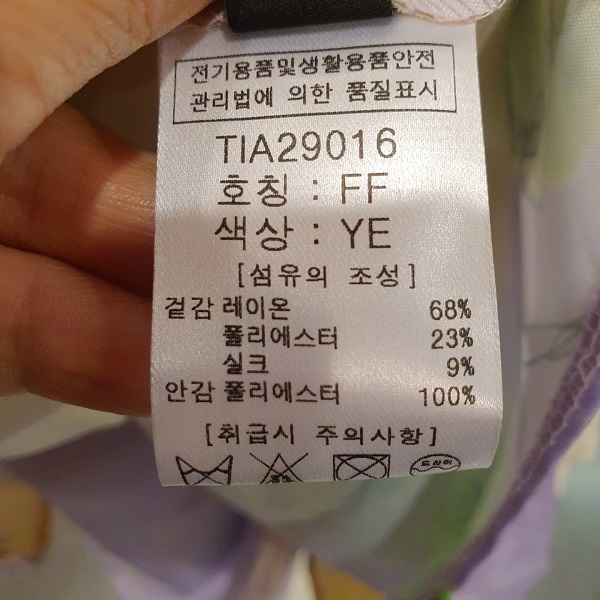 전기용품및생활용품안전
관리법에 의한 품질표시
TIA29016
호칭 : FF
색상 : YE
[섬유의 조성]
겉감 레이온 68%
폴리에스터 23%
실크 9%
안감 폴리에스터 100%
[취급시 주의사항]
드라이